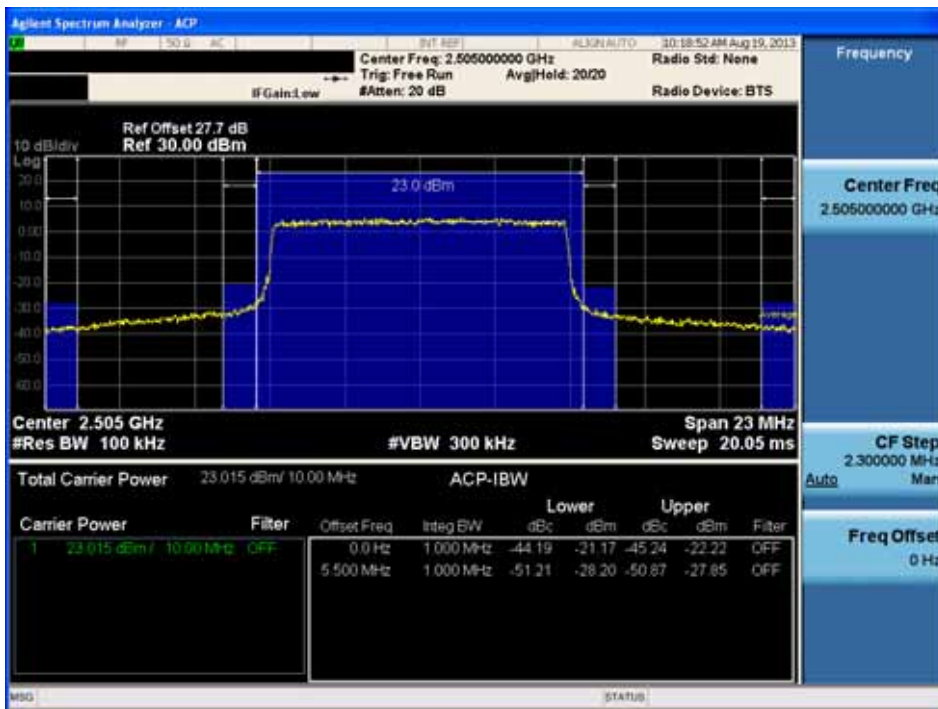 Agilent Spectrum Analyzer - ACP
RF 50 Ω AC INT REF ALIGN AUTO 10:18:52 AM Aug 19, 2013
Center Freq: 2.505000000 GHz Radio Std: None
Trig: Free Run Avg|Hold: 20/20
IFGain:Low #Atten: 20 dB Radio Device: BTS
Frequency
Ref Offset 27.7 dB
10 dB/div Ref 30.00 dBm
Log
20.0
10.0
0.00
-10.0
-20.0
-30.0
-40.0
-50.0
-60.0
23.0 dBm
Average
Center 2.505 GHz Span 23 MHz
#Res BW 100 kHz #VBW 300 kHz Sweep 20.05 ms
Total Carrier Power 23.015 dBm/ 10.00 MHz ACP-IBW
Lower Upper
Carrier Power Filter Offset Freq Integ BW dBc dBm dBc dBm Filter
1 23.015 dBm / 10.00 MHz OFF 0.0 Hz 1.000 MHz -44.19 -21.17 -45.24 -22.22 OFF
5.500 MHz 1.000 MHz -51.21 -28.20 -50.87 -27.85 OFF
Center Freq
2.505000000 GHz
CF Step
2.300000 MHz
Auto Man
Freq Offset
0 Hz
MSG STATUS